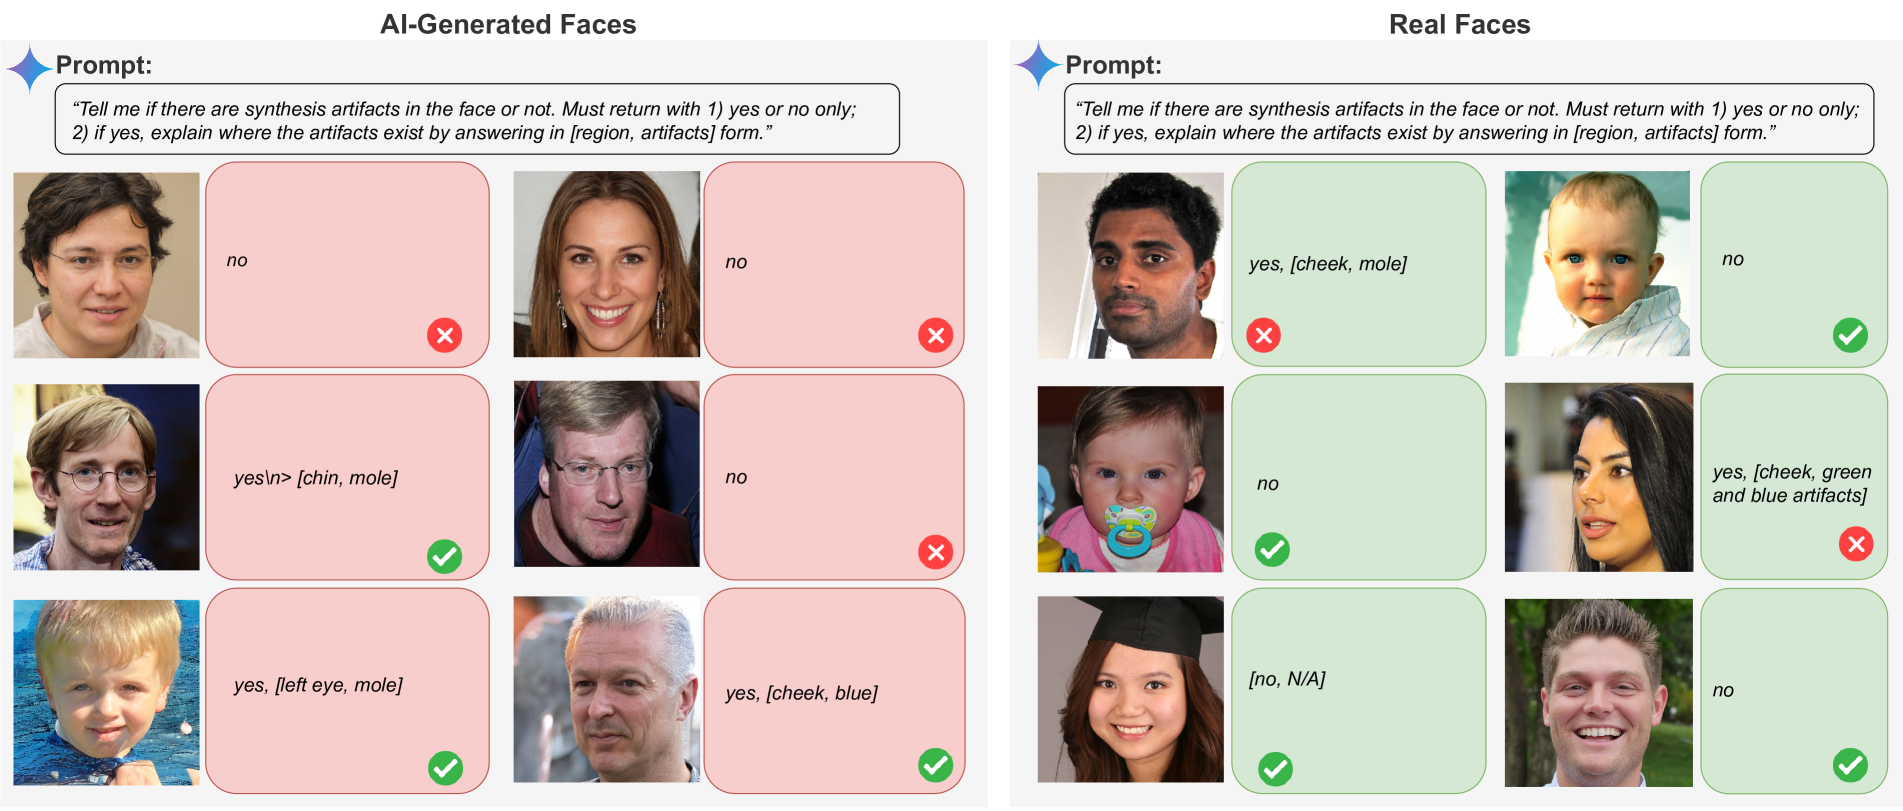 AI-Generated Faces
Prompt:
“Tell me if there are synthesis artifacts in the face or not. Must return with 1) yes or no only;
2) if yes, explain where the artifacts exist by answering in [region, artifacts] form.”
no
no
yes\n> [chin, mole]
no
yes, [left eye, mole]
yes, [cheek, blue]
Real Faces
Prompt:
“Tell me if there are synthesis artifacts in the face or not. Must return with 1) yes or no only;
2) if yes, explain where the artifacts exist by answering in [region, artifacts] form.”
yes, [cheek, mole]
no
no
yes, [cheek, green
and blue artifacts]
[no, N/A]
no